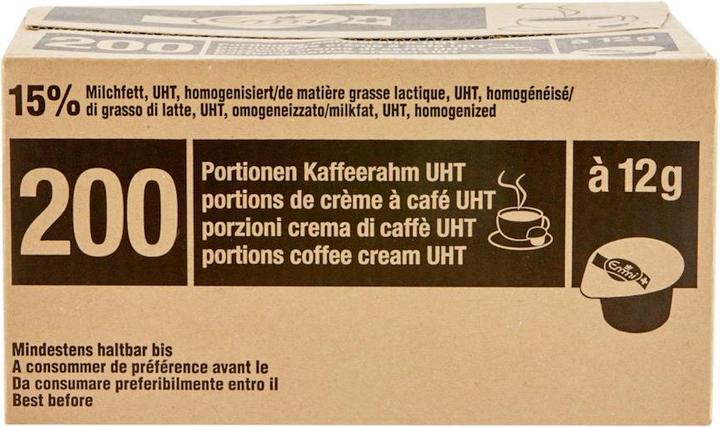 200
à 12g
15% Milchfett, UHT, homogenisiert/de matière grasse lactique, UHT, homogénéisé/
di grasso di latte, UHT, omogeneizzato/milkfat, UHT, homogenized
200
Portionen Kaffeerahm UHT
portions de crème à café UHT
porzioni crema di caffè UHT
portions coffee cream UHT
à 12g
Emmi
Mindestens haltbar bis
A consommer de préférence avant le
Da consumare preferibilmente entro il
Best before